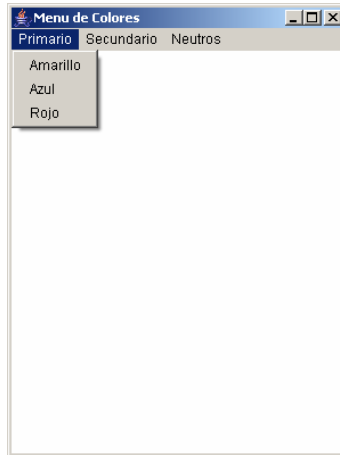 Menu de Colores
Primario Secundario Neutros
Amarillo
Azul
Rojo